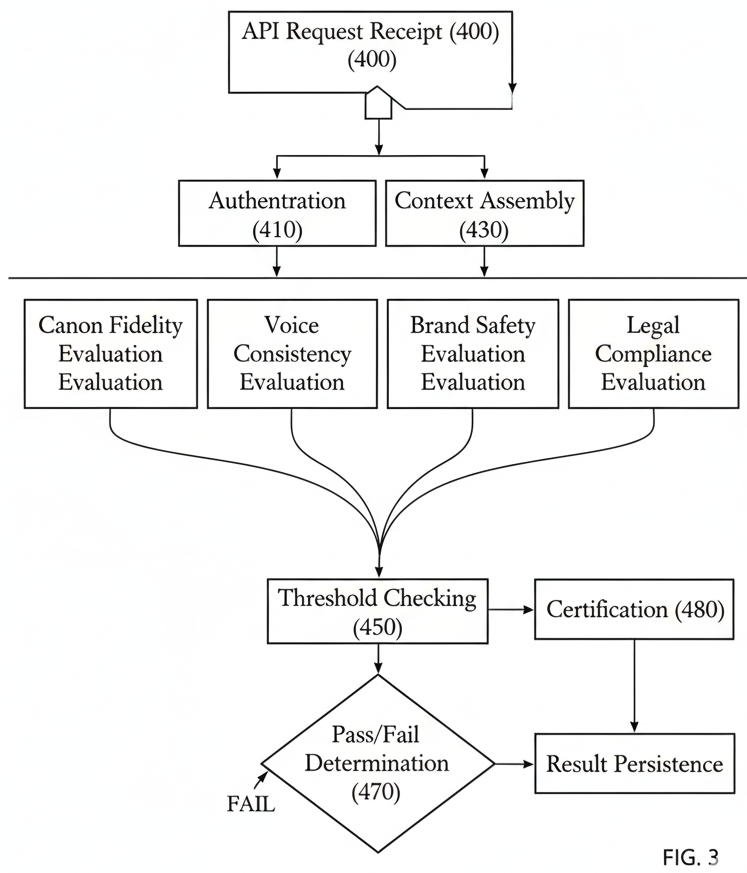 API Request Receipt (400)
(400)
Authentration
(410)
Context Assembly
(430)
Canon Fidelity
Evaluation
Evaluation
Voice
Consistency
Evaluation
Brand Safety
Evaluation
Evaluation
Legal
Compliance
Evaluation
Threshold Checking
(450)
Certification (480)
Pass/Fail
Determination
(470)
Result Persistence
FAIL
FIG. 3